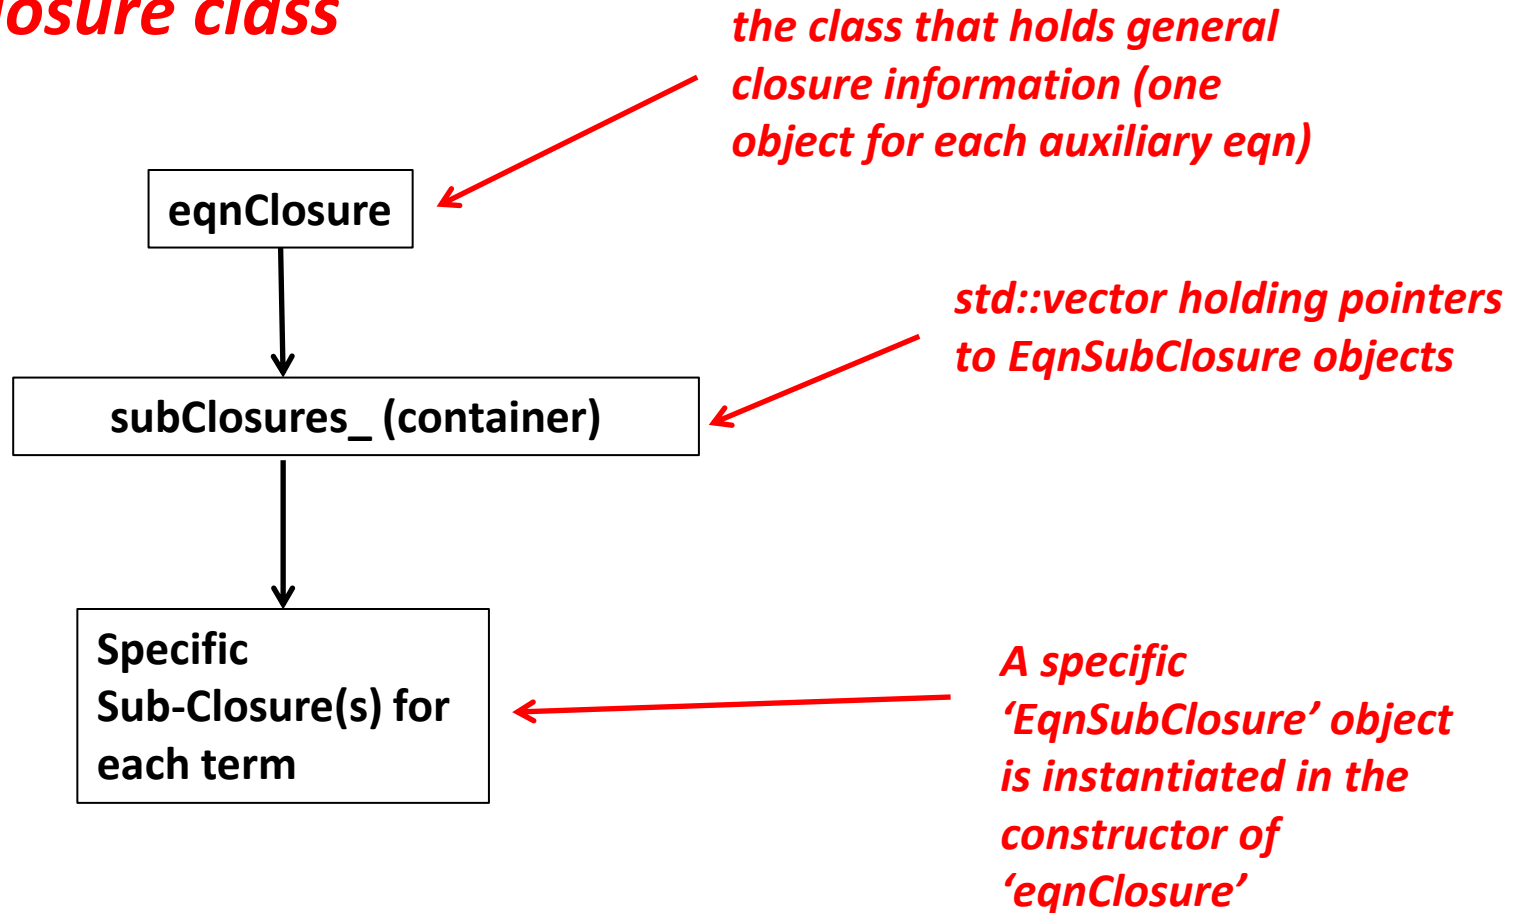 class
the class that holds general
closure information (one
object for each auxiliary eqn)
eqnClosure
std::vector holding pointers
to EqnSubClosure objects
subClosures_ (container)
Specific
Sub-Closure(s) for
each term
A specific
‘EqnSubClosure’ object
is instantiated in the
constructor of
‘eqnClosure’